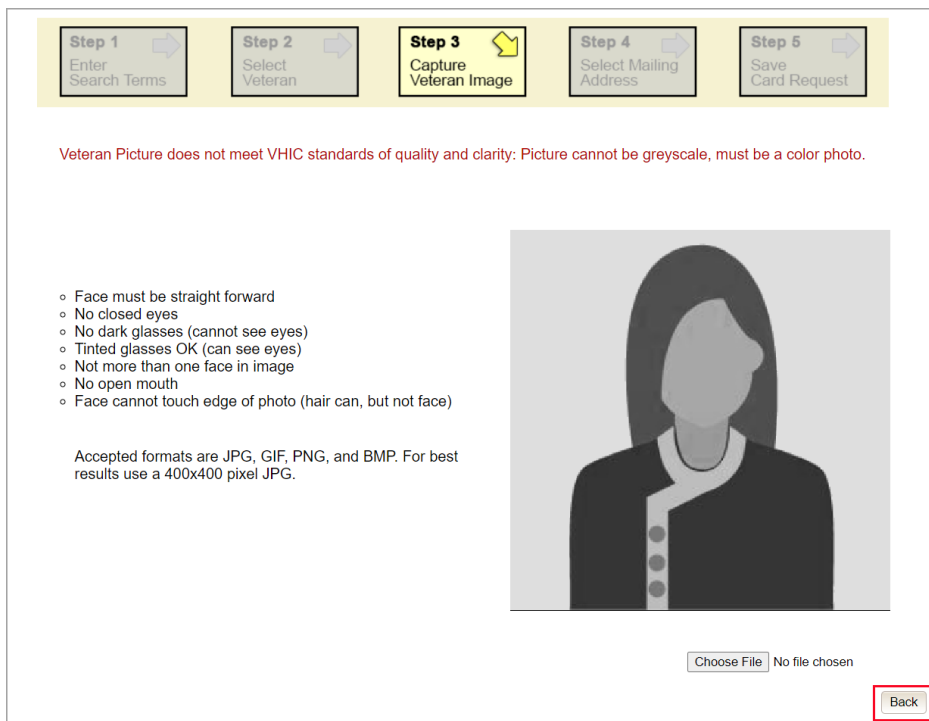 Step 1
Enter
Search Terms
Step 2
Select
Veteran
Step 3
Capture
Veteran Image
Step 4
Select Mailing
Address
Step 5
Save
Card Request
Veteran Picture does not meet VHIC standards of quality and clarity: Picture cannot be greyscale, must be a color photo.
Face must be straight forward
No closed eyes
No dark glasses (cannot see eyes)
Tinted glasses OK (can see eyes)
Not more than one face in image
No open mouth
Face cannot touch edge of photo (hair can, but not face)
Accepted formats are JPG, GIF, PNG, and BMP. For best
results use a 400x400 pixel JPG.
Choose File No file chosen
Back